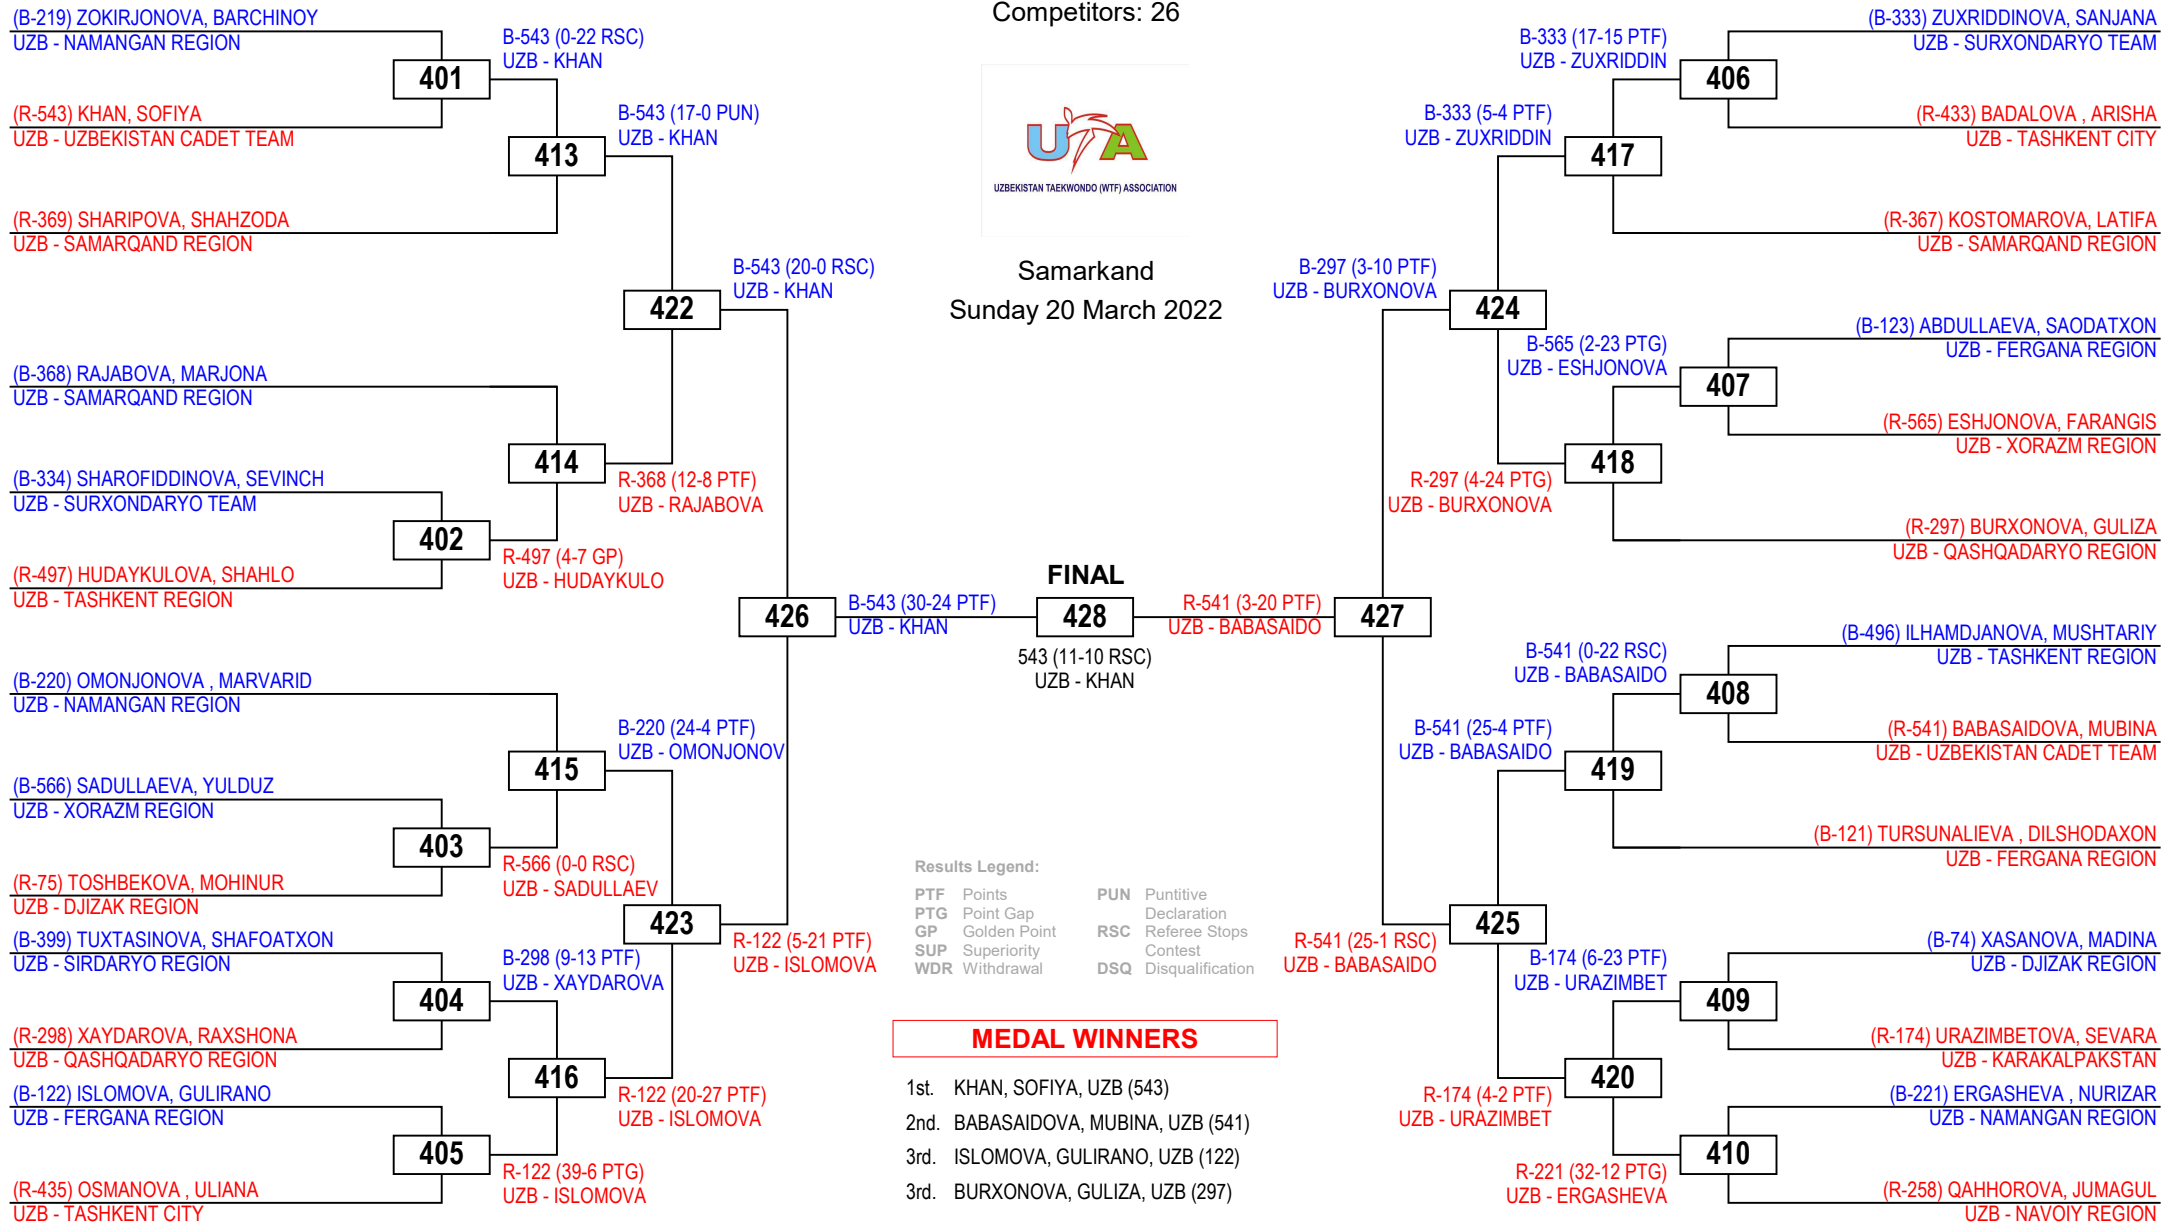 Competitors: 26
UTA
UZBEKISTAN TAEKWONDO (WTF) ASSOCIATION
Samarkand
Sunday 20 March 2022
(B-219) ZOKIRJONOVA, BARCHINOY
UZB - NAMANGAN REGION
401
B-543 (0-22 RSC)
UZB - KHAN
(R-543) KHAN, SOFIYA
UZB - UZBEKISTAN CADET TEAM
413
B-543 (17-0 PUN)
UZB - KHAN
(R-369) SHARIPOVA, SHAHZODA
UZB - SAMARQAND REGION
422
B-543 (20-0 RSC)
UZB - KHAN
(B-368) RAJABOVA, MARJONA
UZB - SAMARQAND REGION
414
R-368 (12-8 PTF)
UZB - RAJABOVA
(B-334) SHAROFIDDINOVA, SEVINCH
UZB - SURXONDARYO TEAM
402
R-497 (4-7 GP)
UZB - HUDAYKULO
(R-497) HUDAYKULOVA, SHAHLO
UZB - TASHKENT REGION
426
B-543 (30-24 PTF)
UZB - KHAN
(B-220) OMONJONOVA , MARVARID
UZB - NAMANGAN REGION
415
B-220 (24-4 PTF)
UZB - OMONJONOV
(B-566) SADULLAEVA, YULDUZ
UZB - XORAZM REGION
403
R-566 (0-0 RSC)
UZB - SADULLAEV
(R-75) TOSHBEKOVA, MOHINUR
UZB - DJIZAK REGION
423
R-122 (5-21 PTF)
UZB - ISLOMOVA
(B-399) TUXTASINOVA, SHAFOATXON
UZB - SIRDARYO REGION
404
B-298 (9-13 PTF)
UZB - XAYDAROVA
(R-298) XAYDAROVA, RAXSHONA
UZB - QASHQADARYO REGION
416
R-122 (20-27 PTF)
UZB - ISLOMOVA
(B-122) ISLOMOVA, GULIRANO
UZB - FERGANA REGION
405
R-122 (39-6 PTG)
UZB - ISLOMOVA
(R-435) OSMANOVA , ULIANA
UZB - TASHKENT CITY
FINAL
428
543 (11-10 RSC)
UZB - KHAN
(B-333) ZUXRIDDINOVA, SANJANA
UZB - SURXONDARYO TEAM
B-333 (17-15 PTF)
UZB - ZUXRIDDIN
406
(R-433) BADALOVA , ARISHA
UZB - TASHKENT CITY
B-333 (5-4 PTF)
UZB - ZUXRIDDIN
417
(R-367) KOSTOMAROVA, LATIFA
UZB - SAMARQAND REGION
B-297 (3-10 PTF)
UZB - BURXONOVA
424
(B-123) ABDULLAEVA, SAODATXON
UZB - FERGANA REGION
B-565 (2-23 PTG)
UZB - ESHJONOVA
407
(R-565) ESHJONOVA, FARANGIS
UZB - XORAZM REGION
R-297 (4-24 PTG)
UZB - BURXONOVA
418
(R-297) BURXONOVA, GULIZA
UZB - QASHQADARYO REGION
R-541 (3-20 PTF)
UZB - BABASAIDO
427
(B-496) ILHAMDJANOVA, MUSHTARIY
UZB - TASHKENT REGION
B-541 (0-22 RSC)
UZB - BABASAIDO
408
(R-541) BABASAIDOVA, MUBINA
UZB - UZBEKISTAN CADET TEAM
B-541 (25-4 PTF)
UZB - BABASAIDO
419
(B-121) TURSUNALIEVA , DILSHODAXON
UZB - FERGANA REGION
R-541 (25-1 RSC)
UZB - BABASAIDO
425
(B-74) XASANOVA, MADINA
UZB - DJIZAK REGION
B-174 (6-23 PTF)
UZB - URAZIMBET
409
(R-174) URAZIMBETOVA, SEVARA
UZB - KARAKALPAKSTAN
R-174 (4-2 PTF)
UZB - URAZIMBET
420
(B-221) ERGASHEVA , NURIZAR
UZB - NAMANGAN REGION
R-221 (32-12 PTG)
UZB - ERGASHEVA
410
(R-258) QAHHOROVA, JUMAGUL
UZB - NAVOIY REGION
Results Legend:
PTF Points PUN Puntitive
PTG Point Gap Declaration
GP Golden Point RSC Referee Stops
SUP Superiority Contest
WDR Withdrawal DSQ Disqualification
MEDAL WINNERS
1st. KHAN, SOFIYA, UZB (543)
2nd. BABASAIDOVA, MUBINA, UZB (541)
3rd. ISLOMOVA, GULIRANO, UZB (122)
3rd. BURXONOVA, GULIZA, UZB (297)